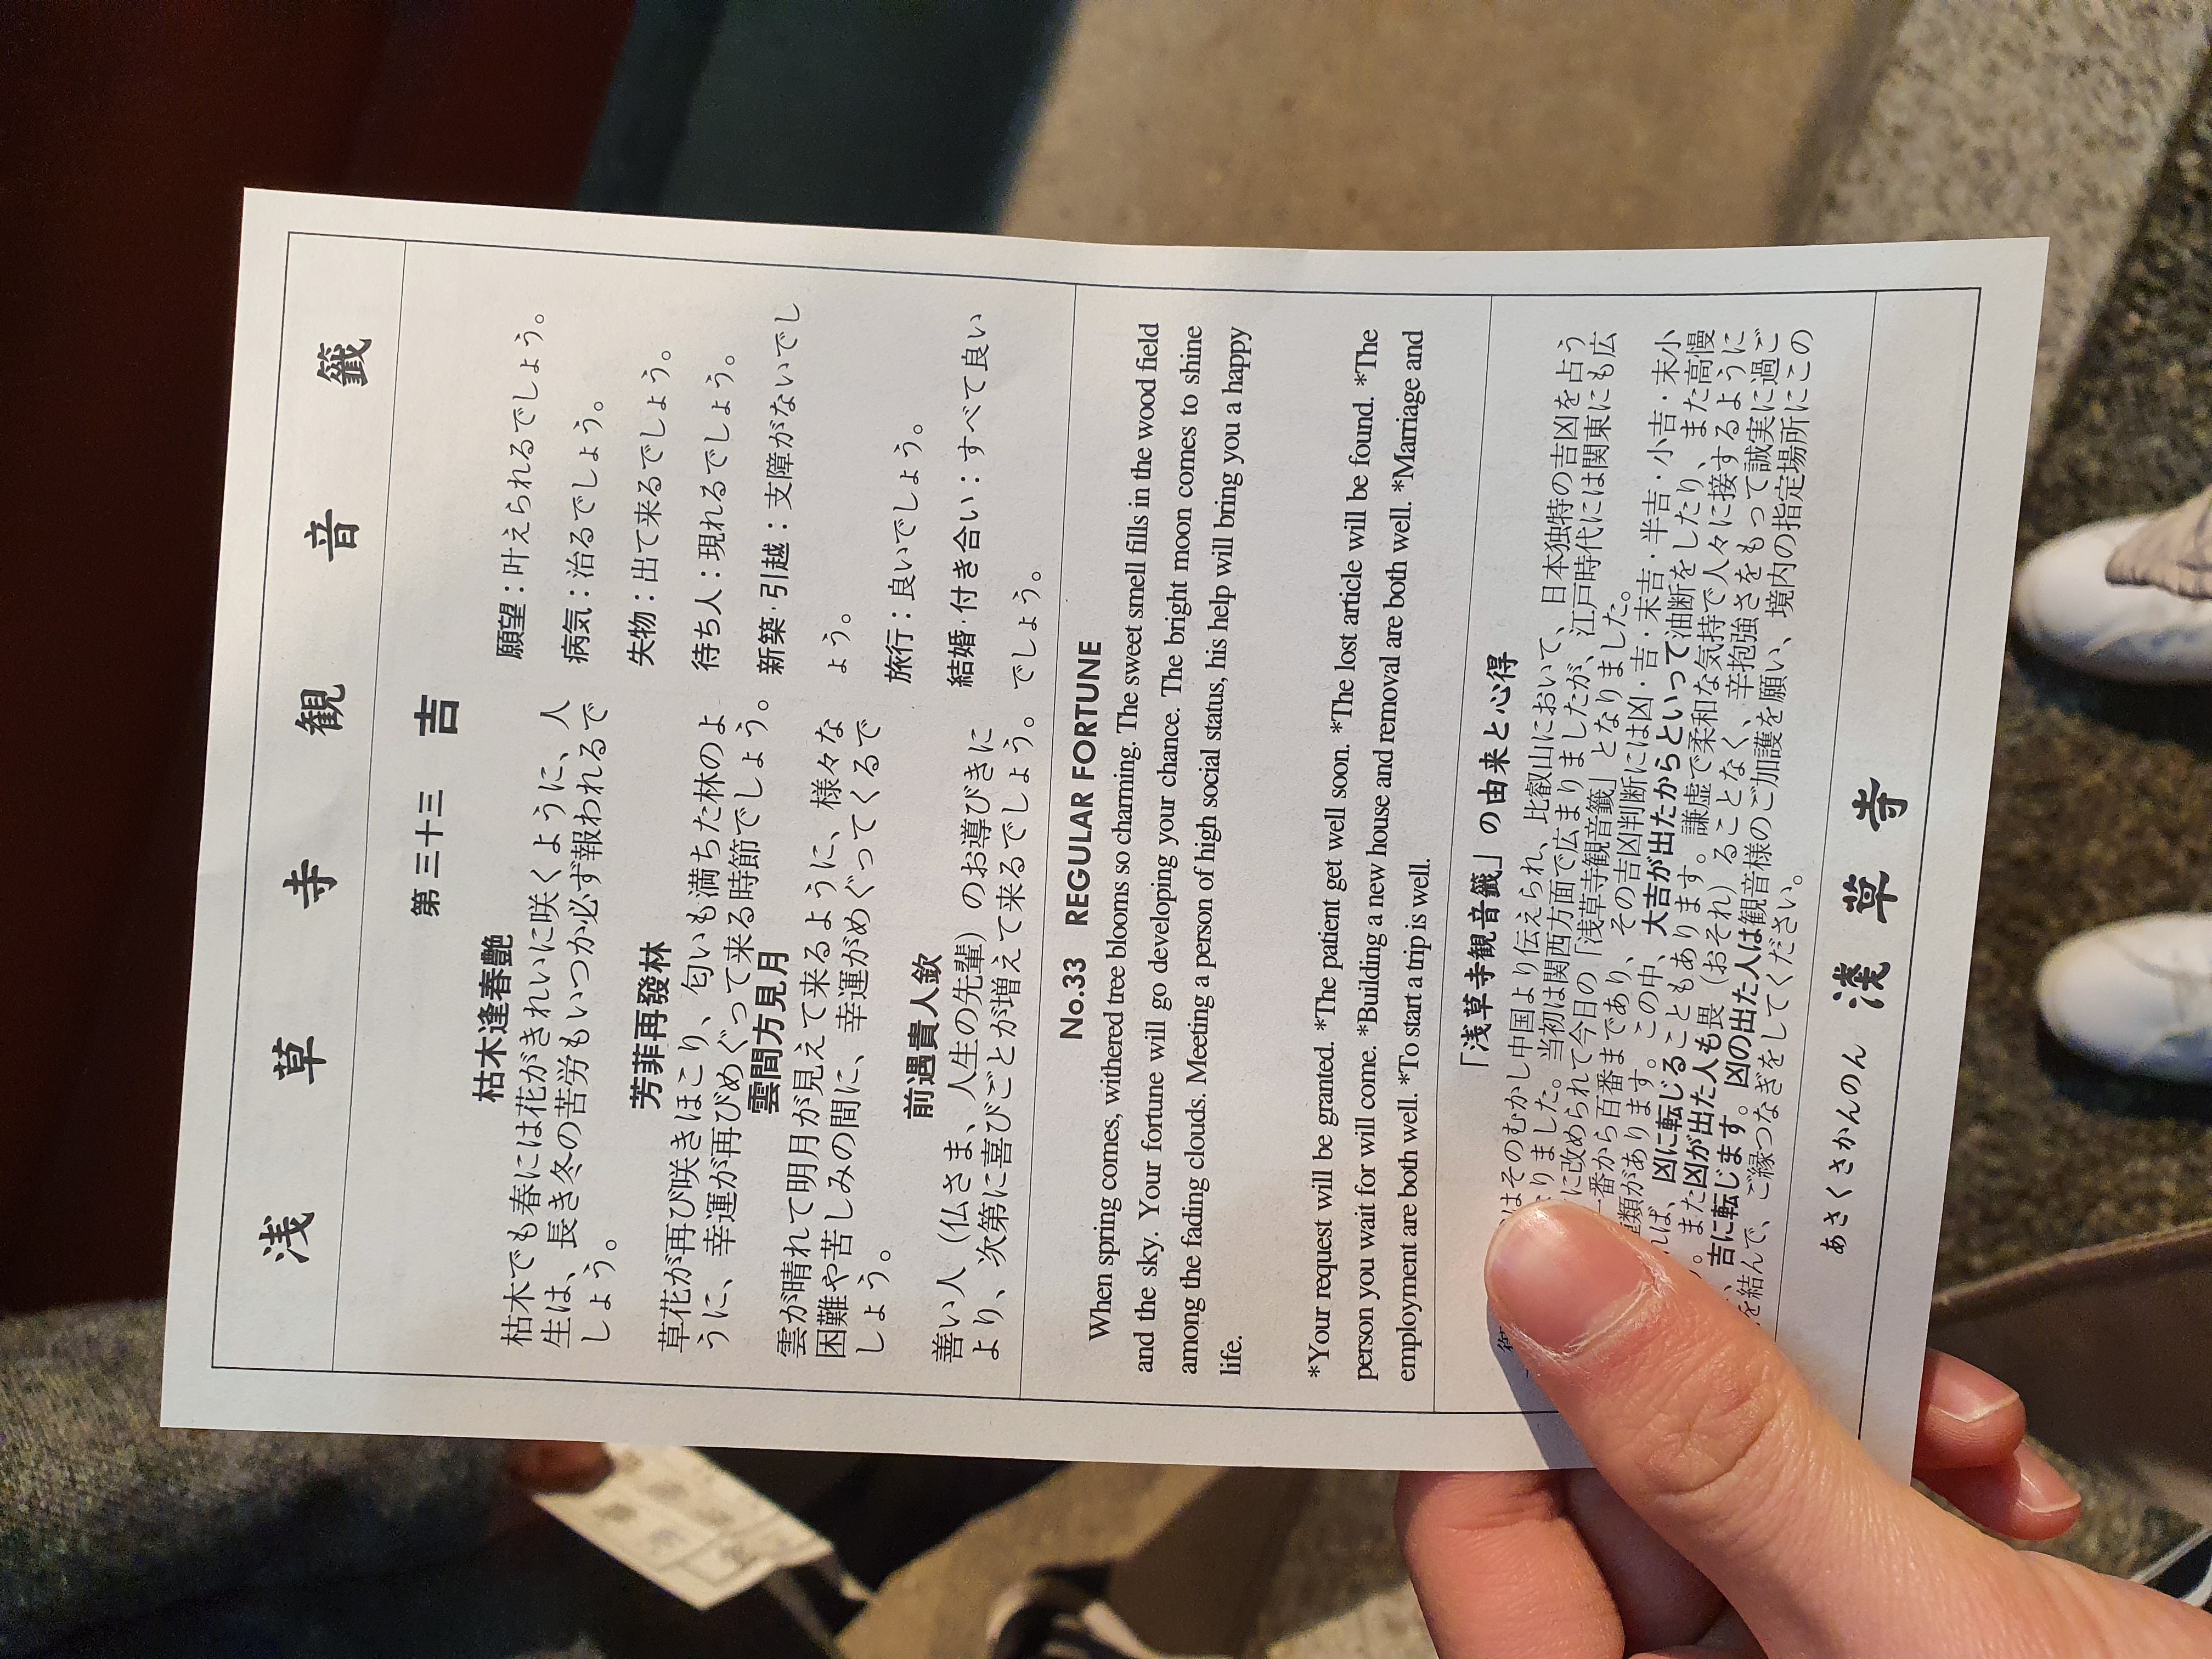 浅草寺観音籤
第三十三 吉
枯木逢春艶
枯木でも春には花がきれいに咲くように、人
生は、長き冬の苦労もいつか必ず報われるで
しょう。
芳菲再發林
草花が再び咲きほこり、匂いも満ちた林のよ
うに、幸運が再びめぐって来る時節でしょう。
雲間方見月
雲が晴れて明月が見えて来るように、様々な
困難や苦しみの間に、幸運がめぐってくるで
しょう。
前遇貴人欽
善い人（仏さま、人生の先輩）のお導びきに
より、次第に喜びごとが増えて来るでしょう。
願望：叶えられるでしょう。
病気：治るでしょう。
失物：出て来るでしょう。
待ち人：現れるでしょう。
新築·引越：支障がないでし
ょう。
旅行：良いでしょう。
結婚·付き合い：すべて良い
でしょう。
No.33 REGULAR FORTUNE
When spring comes, withered tree blooms so charming. The sweet smell fills in the wood field
and the sky. Your fortune will go developing your chance. The bright moon comes to shine
among the fading clouds. Meeting a person of high social status, his help will bring you a happy
life.
*Your request will be granted. *The patient get well soon. *The lost article will be found. *The
person you wait for will come. *Building a new house and removal are both well. *Marriage and
employment are both well. *To start a trip is well.
「浅草寺観音籤」の由来と心得
はそのむかし中国より伝えられ、比叡山において、日本独特の吉凶を占う
りました。当初は関西方面で広まりましたが、江戸時代には関東にも広
に改められて今日の「浅草寺観音籤」となりました。
一番から百番まであり、その吉凶判断には凶・吉・末吉・半吉・小吉・末小
種類があります。この中、大吉が出たからといって油断をしたり、また高慢
れば、凶に転じることもあります。謙虚で柔和な気持で人々に接するように
。また凶が出た人も畏（おそれ）ることなく、辛抱強さをもって誠実に過ご
、吉に転じます。凶の出た人は観音様のご加護を願い、境内の指定場所にこの
を結んで、ご縁つなぎをしてください。
あさくさかんのん 淺草寺